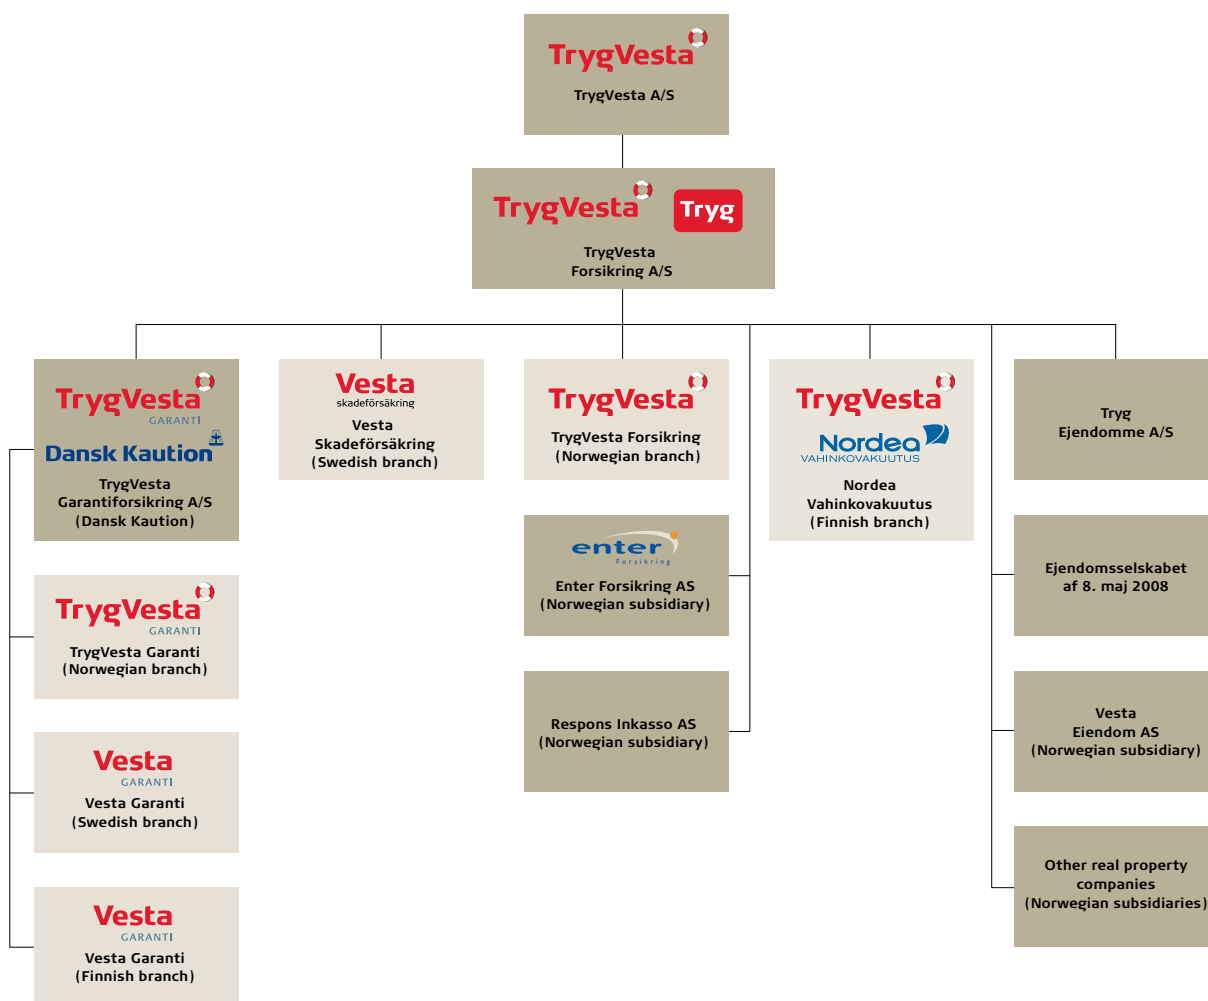 TrygVesta
TrygVesta A/S
TrygVesta
Tryg
TrygVesta
Forsikring A/S
TrygVesta
GARANTI
Dansk Kaution
TrygVesta
Garantiforsikring A/S
(Dansk Kaution)
Vesta
skadeförsäkring
Vesta
Skadeförsäkring
(Swedish branch)
TrygVesta
TrygVesta Forsikring
(Norwegian branch)
TrygVesta
Nordea
VAHINKOVAKUUTUS
Nordea
Vahinkovakuutus
(Finnish branch)
Tryg
Ejendomme A/S
TrygVesta
GARANTI
TrygVesta Garanti
(Norwegian branch)
enter
Forsikring
Enter Forsikring AS
(Norwegian subsidiary)
Ejendomsselskabet
af 8. maj 2008
Vesta
GARANTI
Vesta Garanti
(Swedish branch)
Respons Inkasso AS
(Norwegian subsidiary)
Vesta
Eiendom AS
(Norwegian subsidiary)
Vesta
GARANTI
Vesta Garanti
(Finnish branch)
Other real property
companies
(Norwegian subsidiaries)